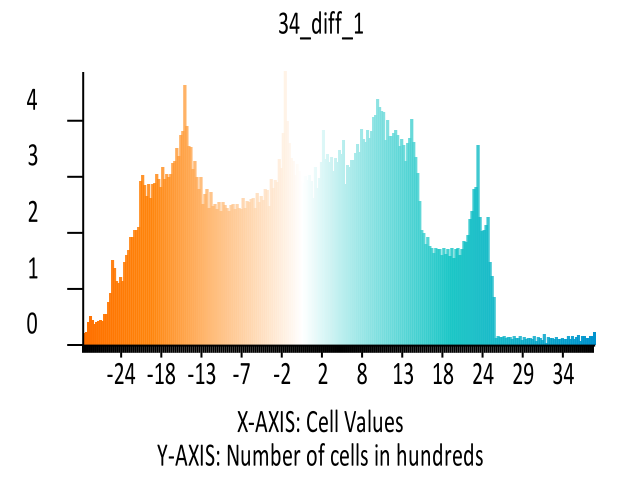 34_diff_1
4
3
2
1
0
-24 -18 -13 -7 -2 2 8 13 18 24 29 34
X-AXIS: Cell Values
Y-AXIS: Number of cells in hundreds